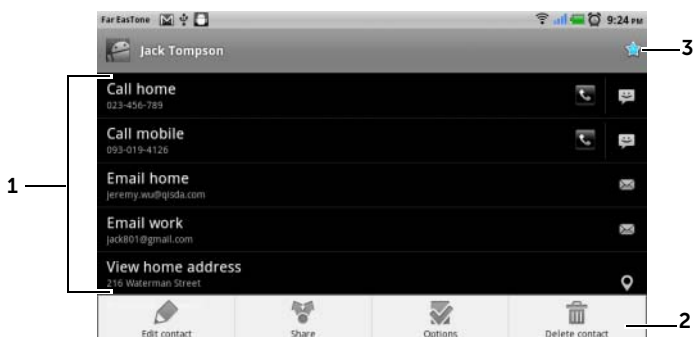 Far EasTone 9:24 PM
Jack Tompson
3
Call home
023-456-789
Call mobile
093-019-4126
1
Email home
jeremy.wu@qisda.com
Email work
jack801@gmail.com
View home address
216 Waterman Street
2
Edit contact Share Options Delete contact